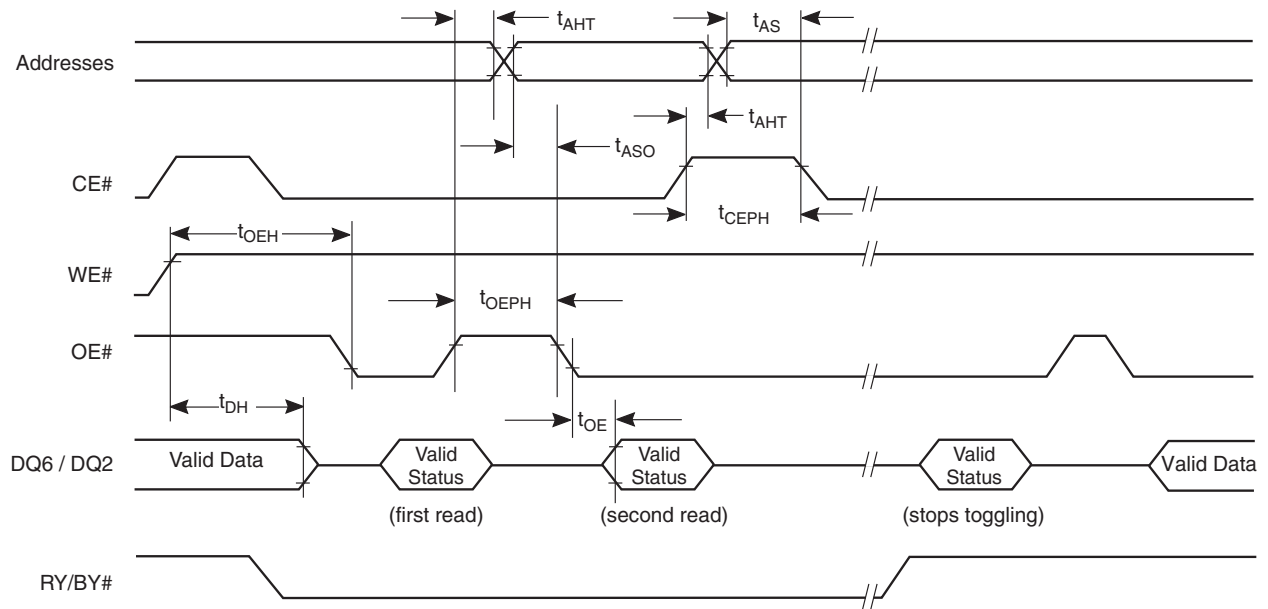 tAHT
tAS
Addresses
tAHT
tASO
CE#
tCEPH
tOEH
WE#
tOEPH
OE#
tDH
tOE
DQ6 / DQ2
Valid Data
Valid
Status
Valid
Status
Valid
Status
Valid Data
(first read)
(second read)
(stops toggling)
RY/BY#